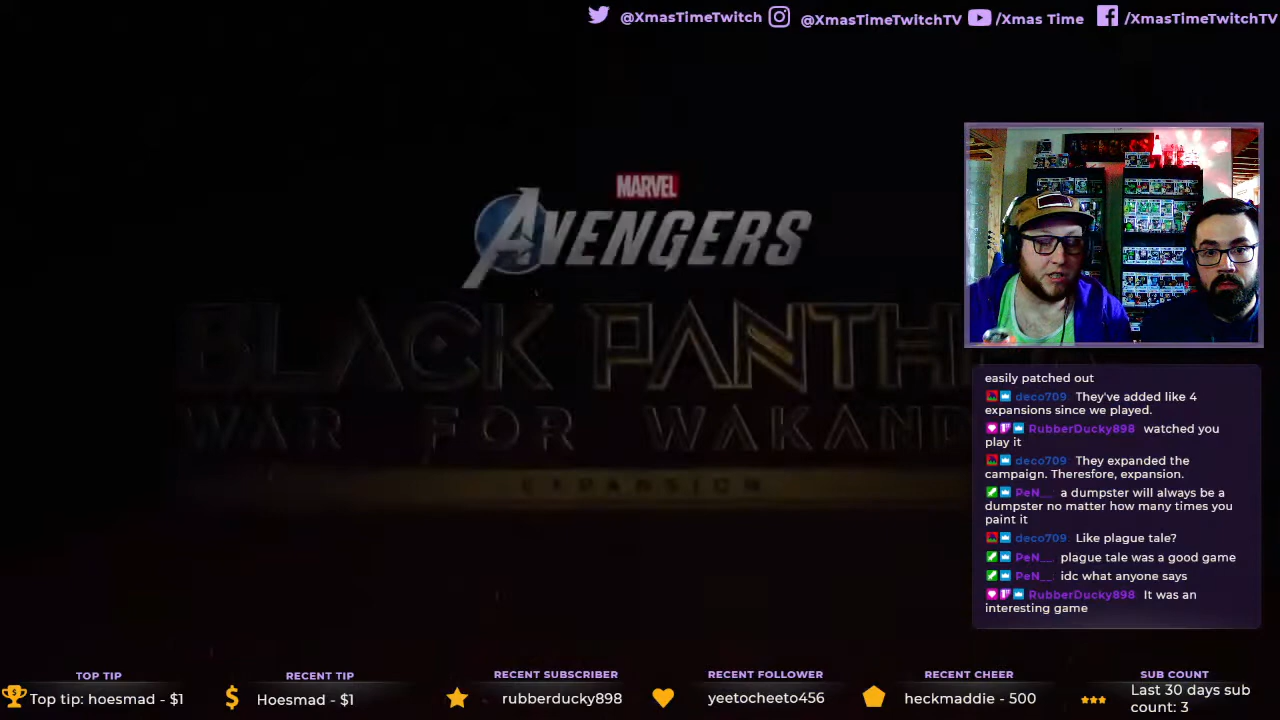 @XmasTimeTwitch @XmasTimeTwitchTV /Xmas Time /XmasTimeTwitchTV
MARVEL
AVENGERS
BLACK PANTH
WAR FOR WAKAND
EXPANSION
easily patched out
deco709 They've added like 4
expansions since we played.
RubberDucky898 watched you
play it
deco709 They expanded the
campaign. Theresfore, expansion.
PeN__ a dumpster will always be a
dumpster no matter how many times you
paint it
deco709 Like plague tale?
PeN__ plague tale was a good game
PeN__ idc what anyone says
RubberDucky898 It was an
interesting game
TOP TIP
Top tip: hoesmad - $1
RECENT TIP
Hoesmad - $1
RECENT SUBSCRIBER
rubberducky898
RECENT FOLLOWER
yeetocheeto456
RECENT CHEER
heckmaddie - 500
SUB COUNT
Last 30 days sub
count: 3